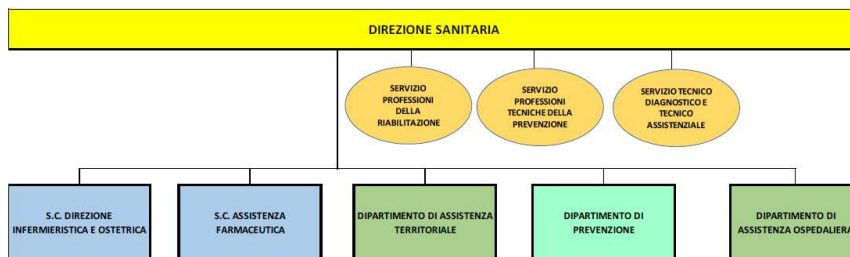 DIREZIONE SANITARIA
SERVIZIO
PROFESSIONI
DELLA
RIABILITAZIONE
SERVIZIO
PROFESSIONI
TECNICHE DELLA
PREVENZIONE
SERVIZIO TECNICO
DIAGNOSTICO E
TECNICO
ASSISTENZIALE
S.C. DIREZIONE
INFERMIERISTICA E OSTETRICA
S.C. ASSISTENZA
FARMACEUTICA
DIPARTIMENTO DI ASSISTENZA
TERRITORIALE
DIPARTIMENTO DI
PREVENZIONE
DIPARTIMENTO DI
ASSISTENZA OSPEDALIERA